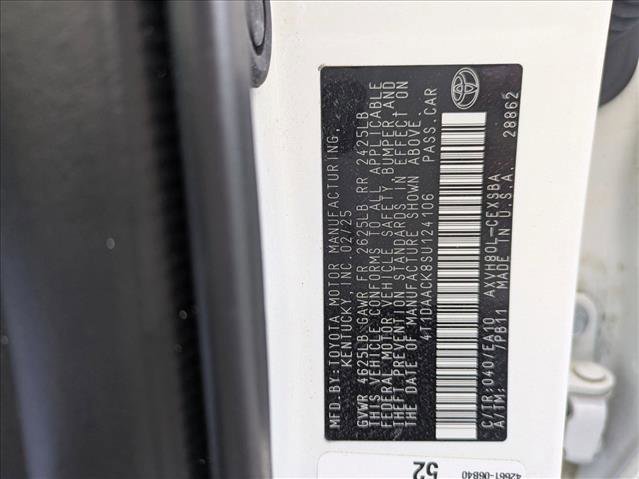 MFD. BY: TOYOTA MOTOR MANUFACTURING,
KENTUCKY, INC. 02/25
GVWR 4625LB GAWR FR 2625LB RR 2425LB
THIS VEHICLE CONFORMS TO ALL APPLICABLE
FEDERAL MOTOR VEHICLE SAFETY BUMPER AND
THEFT PREVENTION STANDARDS IN EFFECT ON
THE DATE OF MANUFACTURE SHOWN ABOVE.
4T1DAACK8SU124106 PASS.CAR
C/TR:040/EA10 AXVH80L-CEXSBA
A/TM: 7PB11 MADE IN U.S.A. 28862
52
42661-06B40